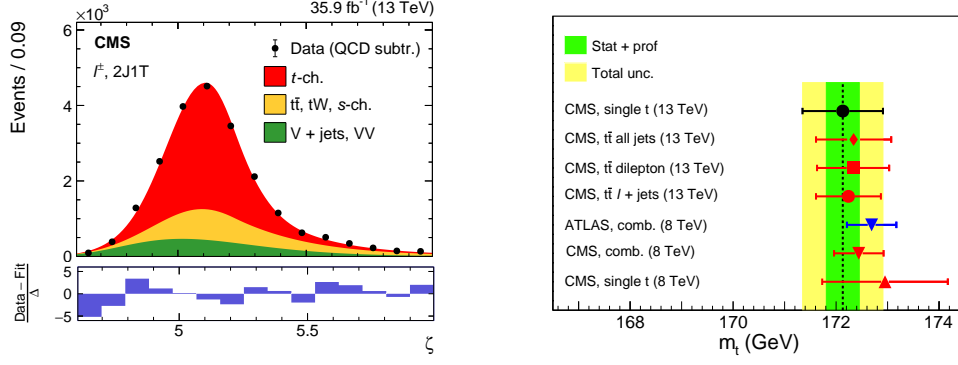 ×10³
35.9 fb⁻¹ (13 TeV)
CMS
l±, 2J1T
Data (QCD subtr.)
t-ch.
tt̄, tW, s-ch.
V + jets, VV
Events / 0.09
6
4
2
0
Data − Fit
Δ
5
0
−5
5
5.5
ζ
Stat + prof
Total unc.
CMS, single t (13 TeV)
CMS, tt̄ all jets (13 TeV)
CMS, tt̄ dilepton (13 TeV)
CMS, tt̄ l + jets (13 TeV)
ATLAS, comb. (8 TeV)
CMS, comb. (8 TeV)
CMS, single t (8 TeV)
168 170 172 174
mt (GeV)